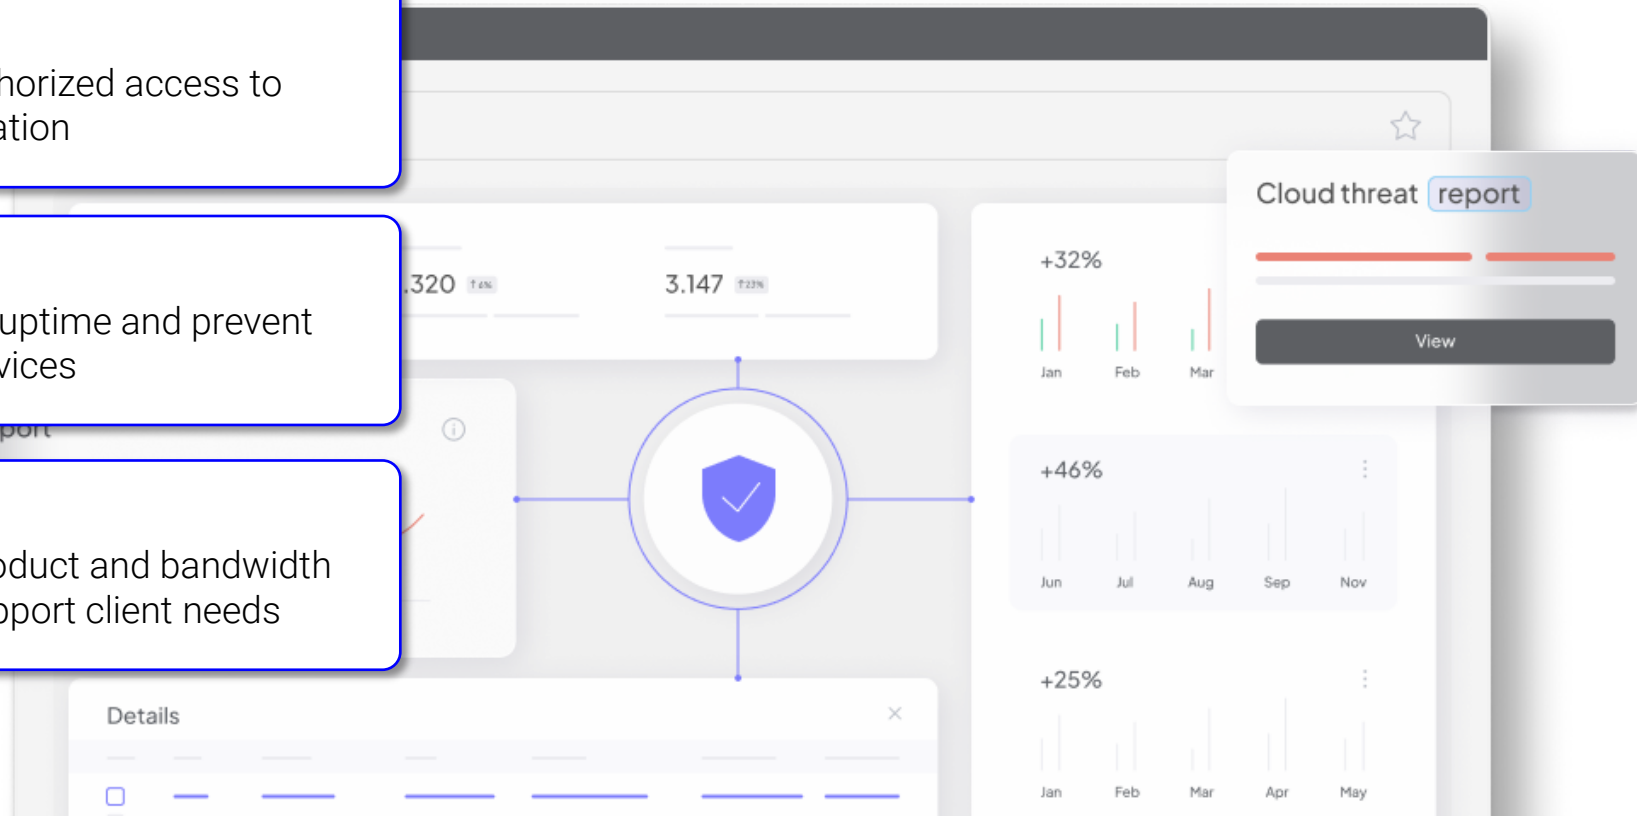 horized access to
ation
uptime and prevent
vices
port
oduct and bandwidth
pport client needs
.320 ↑6%
3.147 ↑23%
+32%
Jan Feb Mar
Cloud threat report
View
+46%
Jun Jul Aug Sep Nov
+25%
Jan Feb Mar Apr May
Details